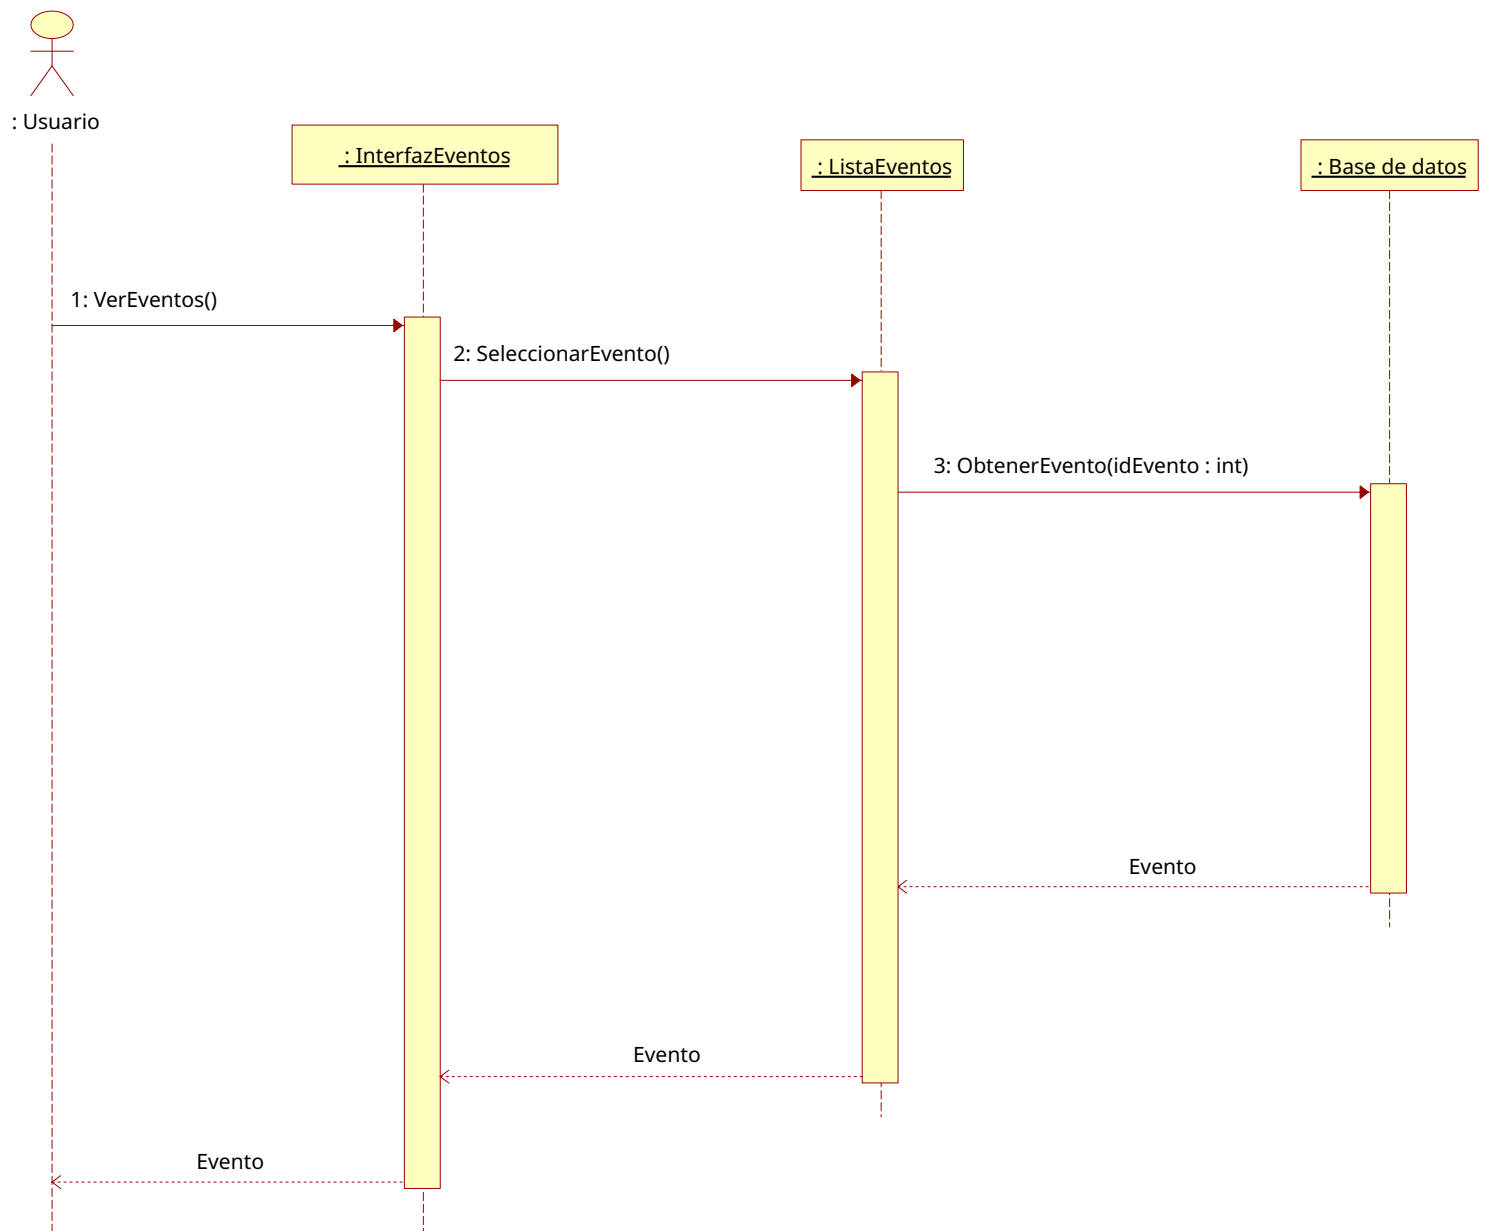 : Usuario
: InterfazEventos
: ListaEventos
: Base de datos
1: VerEventos()
2: SeleccionarEvento()
3: ObtenerEvento(idEvento : int)
Evento
Evento
Evento